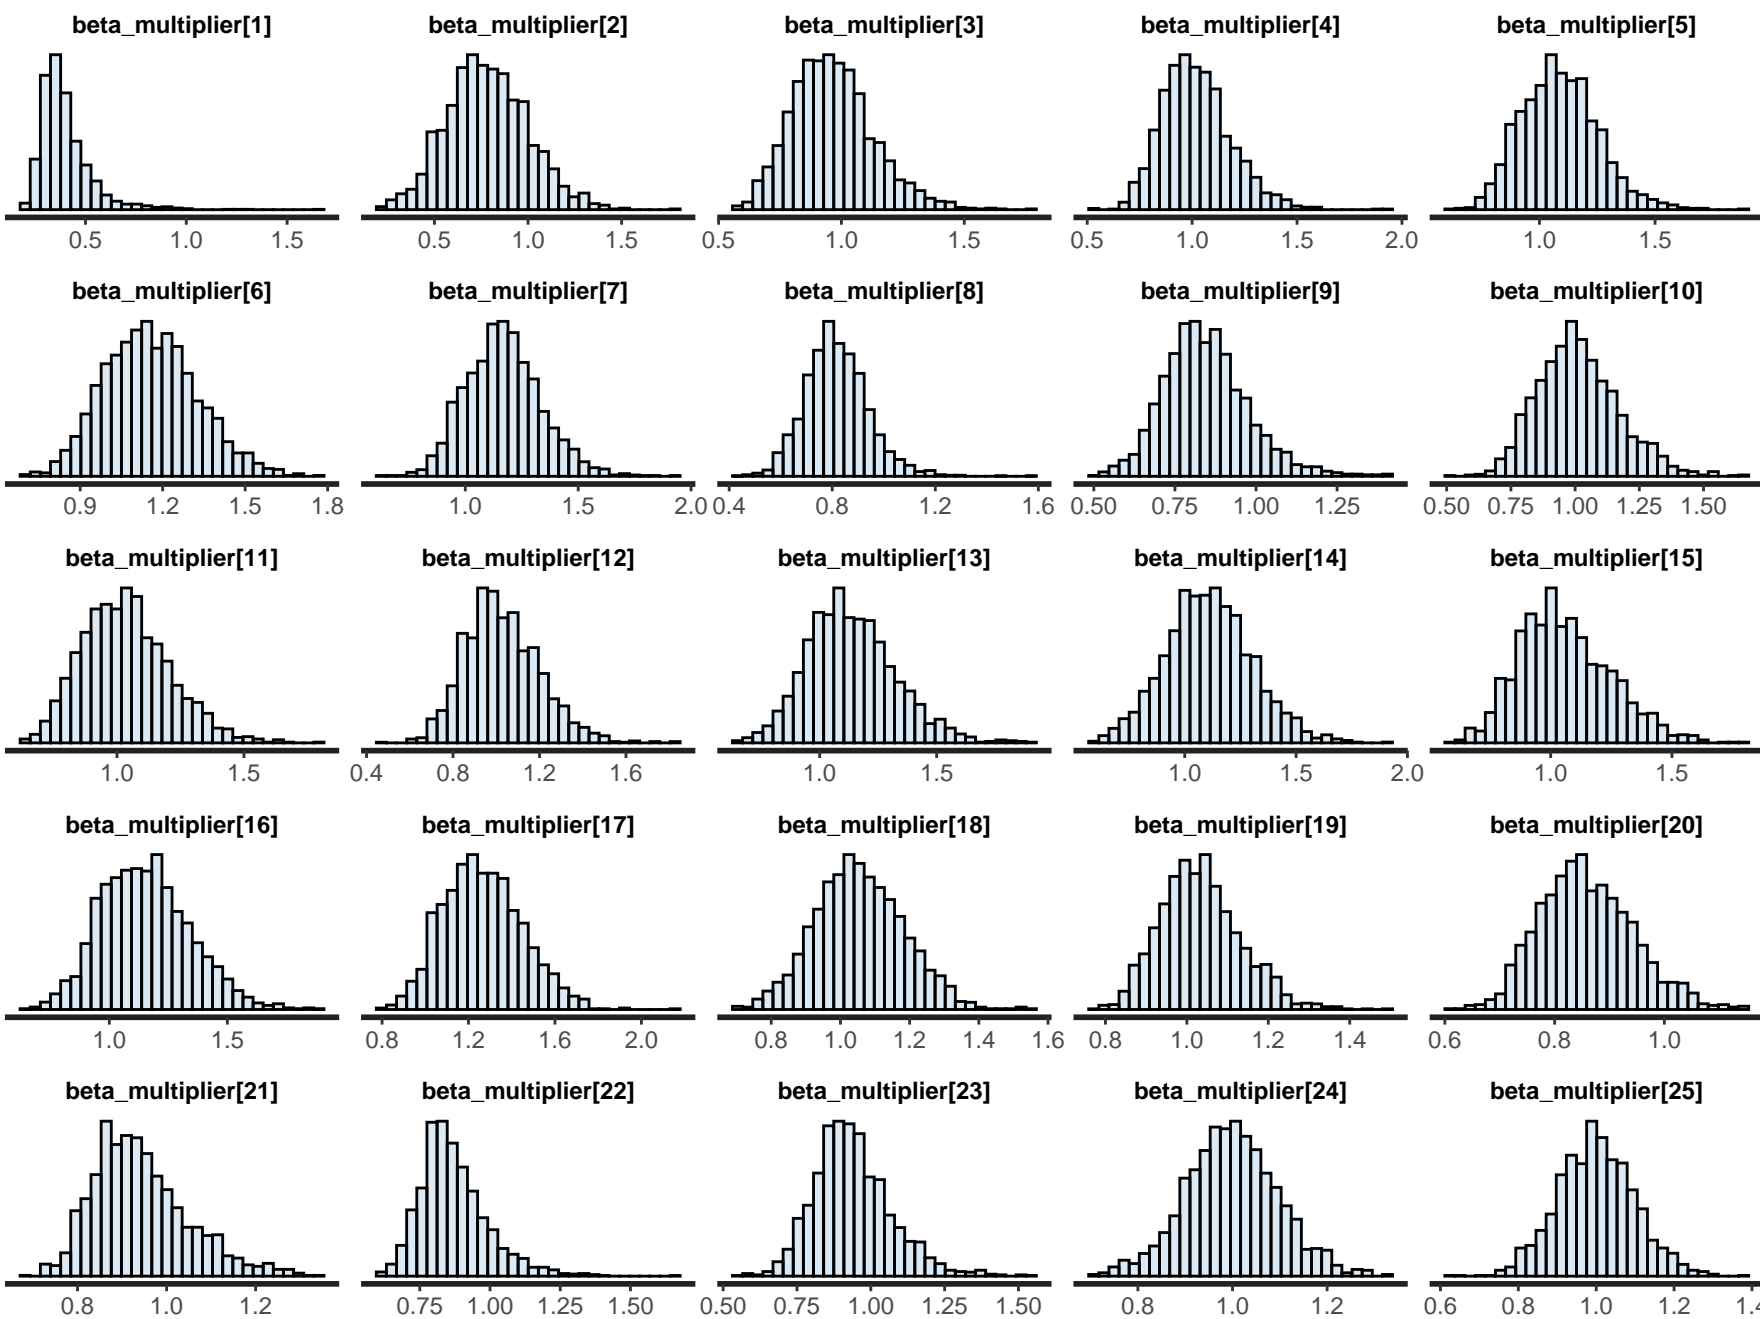 beta_multiplier[1] beta_multiplier[2] beta_multiplier[3] beta_multiplier[4] beta_multiplier[5]
0.5 1.0 1.5 0.5 1.0 1.5 0.5 1.0 1.5 0.5 1.0 1.5 2.0 1.0 1.5
beta_multiplier[6] beta_multiplier[7] beta_multiplier[8] beta_multiplier[9] beta_multiplier[10]
0.9 1.2 1.5 1.8 1.0 1.5 2.0 0.4 0.8 1.2 1.6 0.50 0.75 1.00 1.25 0.50 0.75 1.00 1.25 1.50
beta_multiplier[11] beta_multiplier[12] beta_multiplier[13] beta_multiplier[14] beta_multiplier[15]
1.0 1.5 0.4 0.8 1.2 1.6 1.0 1.5 1.0 1.5 2.0 1.0 1.5
beta_multiplier[16] beta_multiplier[17] beta_multiplier[18] beta_multiplier[19] beta_multiplier[20]
1.0 1.5 0.8 1.2 1.6 2.0 0.8 1.0 1.2 1.4 1.6 0.8 1.0 1.2 1.4 0.6 0.8 1.0
beta_multiplier[21] beta_multiplier[22] beta_multiplier[23] beta_multiplier[24] beta_multiplier[25]
0.8 1.0 1.2 0.75 1.00 1.25 1.50 0.50 0.75 1.00 1.25 1.50 0.8 1.0 1.2 0.6 0.8 1.0 1.2 1.4